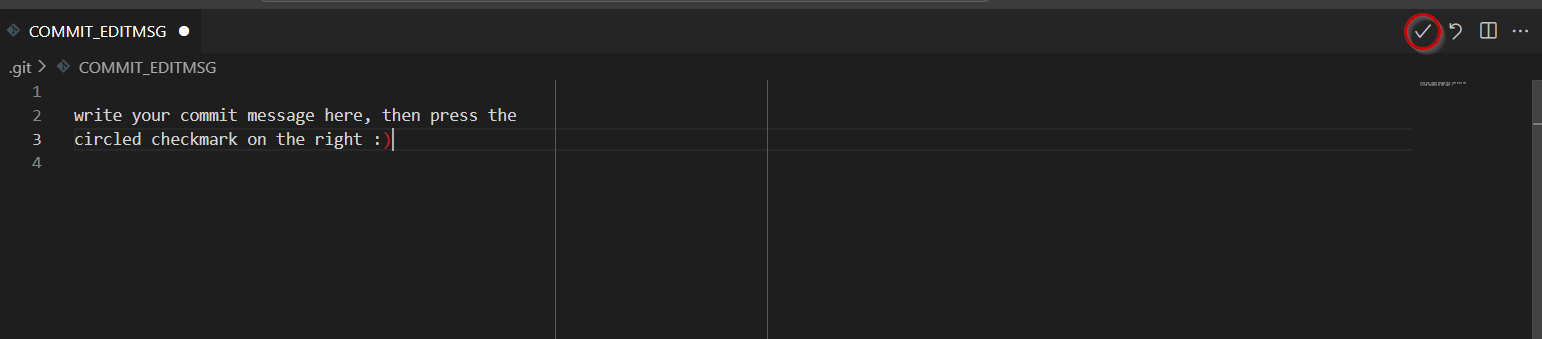 COMMIT_EDITMSG
.git > COMMIT_EDITMSG
1
2 write your commit message here, then press the
3 circled checkmark on the right :)
4